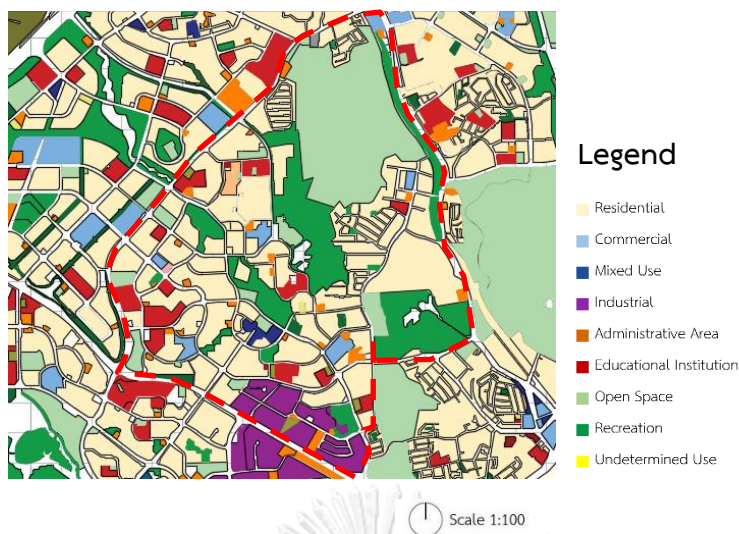 Legend
Residential
Commercial
Mixed Use
Industrial
Administrative Area
Educational Institution
Open Space
Recreation
Undetermined Use
Scale 1:100